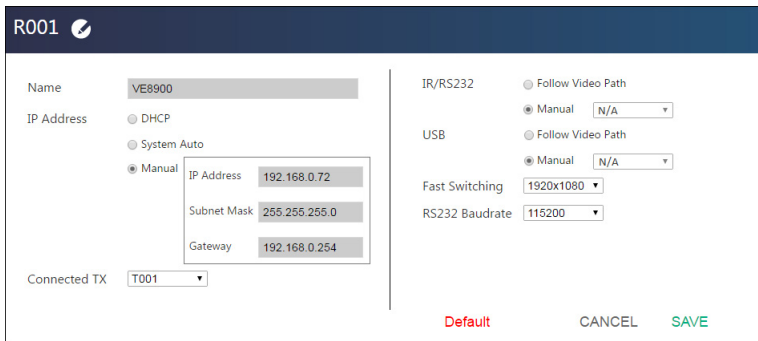 R001
Name VE8900
IP Address DHCP
System Auto
Manual
IP Address 192.168.0.72
Subnet Mask 255.255.255.0
Gateway 192.168.0.254
Connected TX T001
IR/RS232 Follow Video Path
Manual N/A
USB Follow Video Path
Manual N/A
Fast Switching 1920x1080
RS232 Baudrate 115200
Default CANCEL SAVE